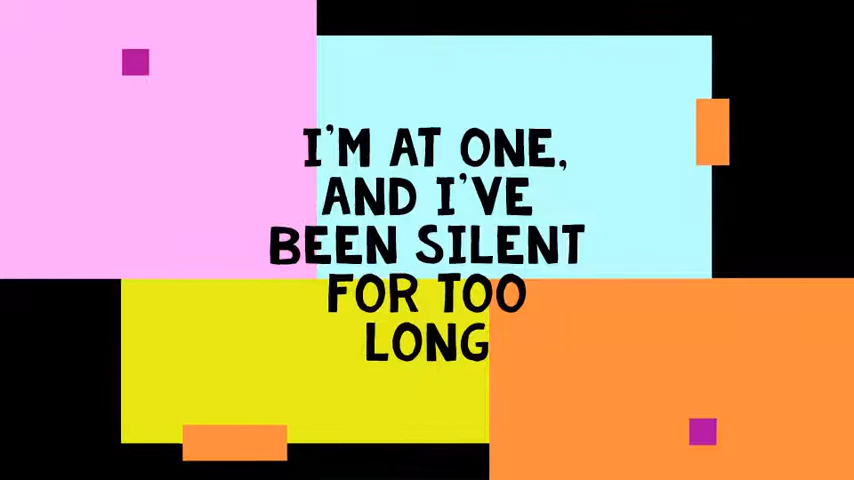 I'M AT ONE,
AND I'VE
BEEN SILENT
FOR TOO
LONG